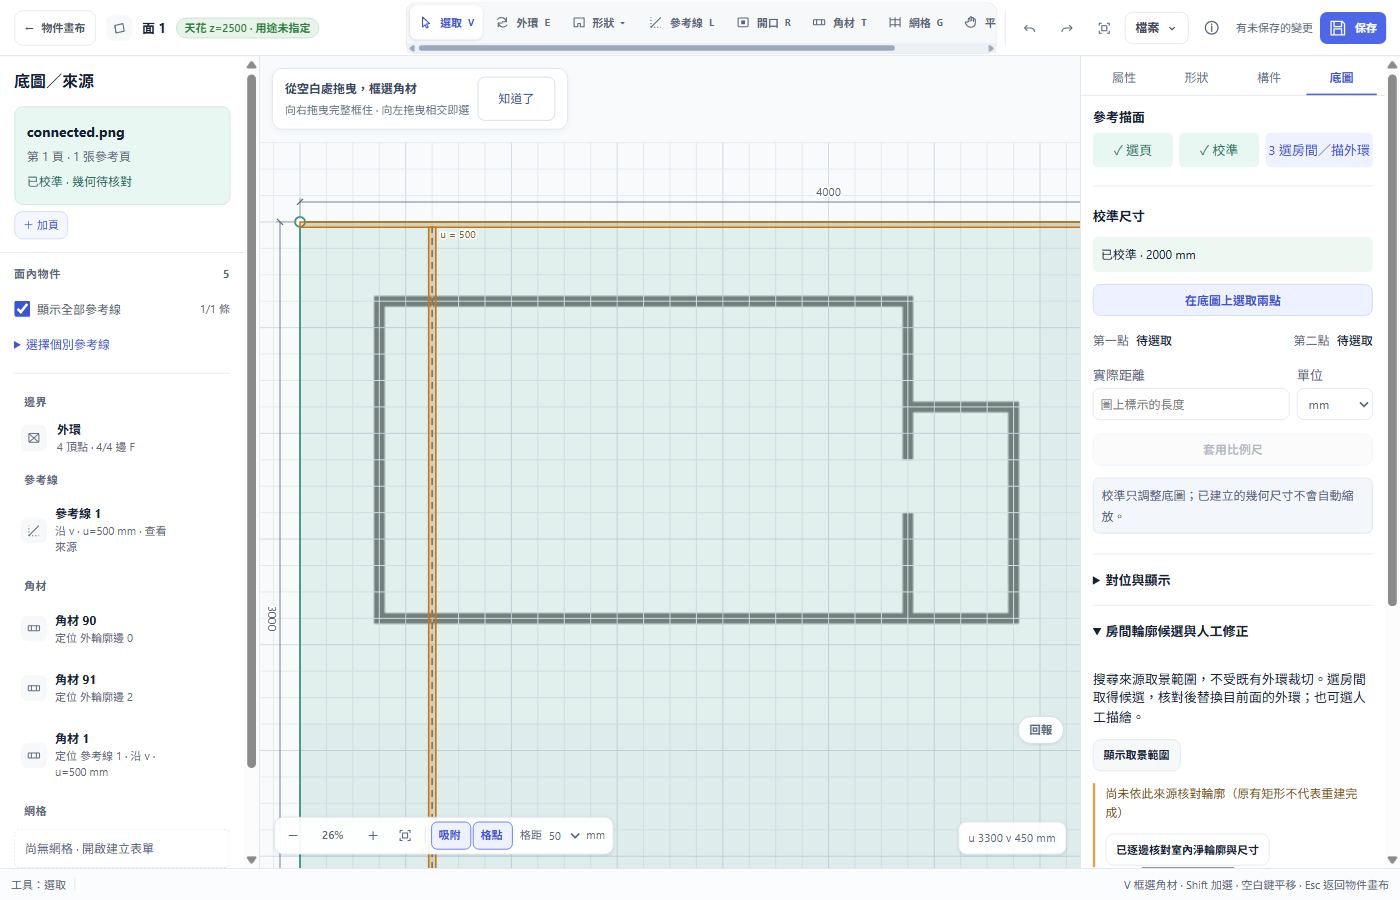 ← 物件畫布
面 1
天花 z=2500 · 用途未指定
選取 V
外環 E
形狀
參考線 L
開口 R
角材 T
網格 G
平
檔案
有未保存的變更
保存
底圖／來源
connected.png
第 1 頁 · 1 張參考頁
已校準 · 幾何待核對
＋ 加頁
面內物件 5
顯示全部參考線 1/1 條
選擇個別參考線
邊界
外環
4 頂點 · 4/4 邊 F
參考線
參考線 1
沿 v · u=500 mm · 查看
來源
角材
角材 90
定位 外輪廓邊 0
角材 91
定位 外輪廓邊 2
角材 1
定位 參考線 1 · 沿 v ·
u=500 mm
網格
尚無網格 · 開啟建立表單
從空白處拖曳，框選角材
向右拖曳完整框住 · 向左拖曳相交即選
知道了
4000
u = 500
3000
回報
26%
吸附
格點
格距 50 mm
u 3300 v 450 mm
屬性
形狀
構件
底圖
參考描面
✓ 選頁
✓ 校準
3 選房間／描外環
校準尺寸
已校準 · 2000 mm
在底圖上選取兩點
第一點 待選取
第二點 待選取
實際距離
單位
圖上標示的長度
mm
套用比例尺
校準只調整底圖；已建立的幾何尺寸不會自動縮
放。
對位與顯示
房間輪廓候選與人工修正
搜尋來源取景範圍，不受既有外環裁切。選房間
取得候選，核對後替換目前面的外環；也可選人
工描繪。
顯示取景範圍
尚未依此來源核對輪廓（原有矩形不代表重建完
成）
已逐邊核對室內淨輪廓與尺寸
工具：選取
V 框選角材 · Shift 加選 · 空白鍵平移 · Esc 返回物件畫布